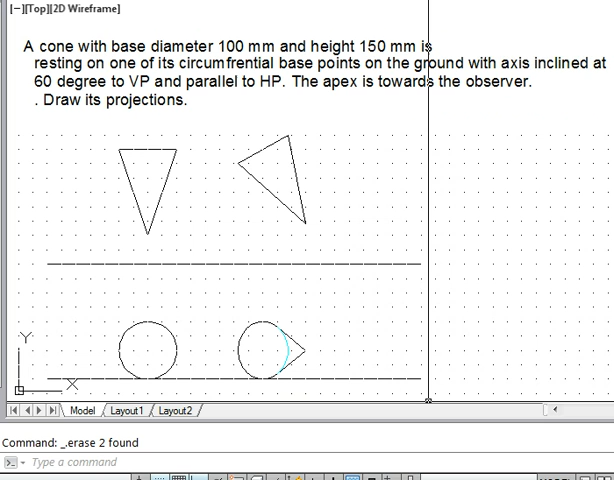 [−][Top][2D Wireframe]
A cone with base diameter 100 mm and height 150 mm is
resting on one of its circumfrential base points on the ground with axis inclined at
60 degree to VP and parallel to HP. The apex is towards the observer.
. Draw its projections.
Y
X
Model Layout1 Layout2
Command: _.erase 2 found
Type a command